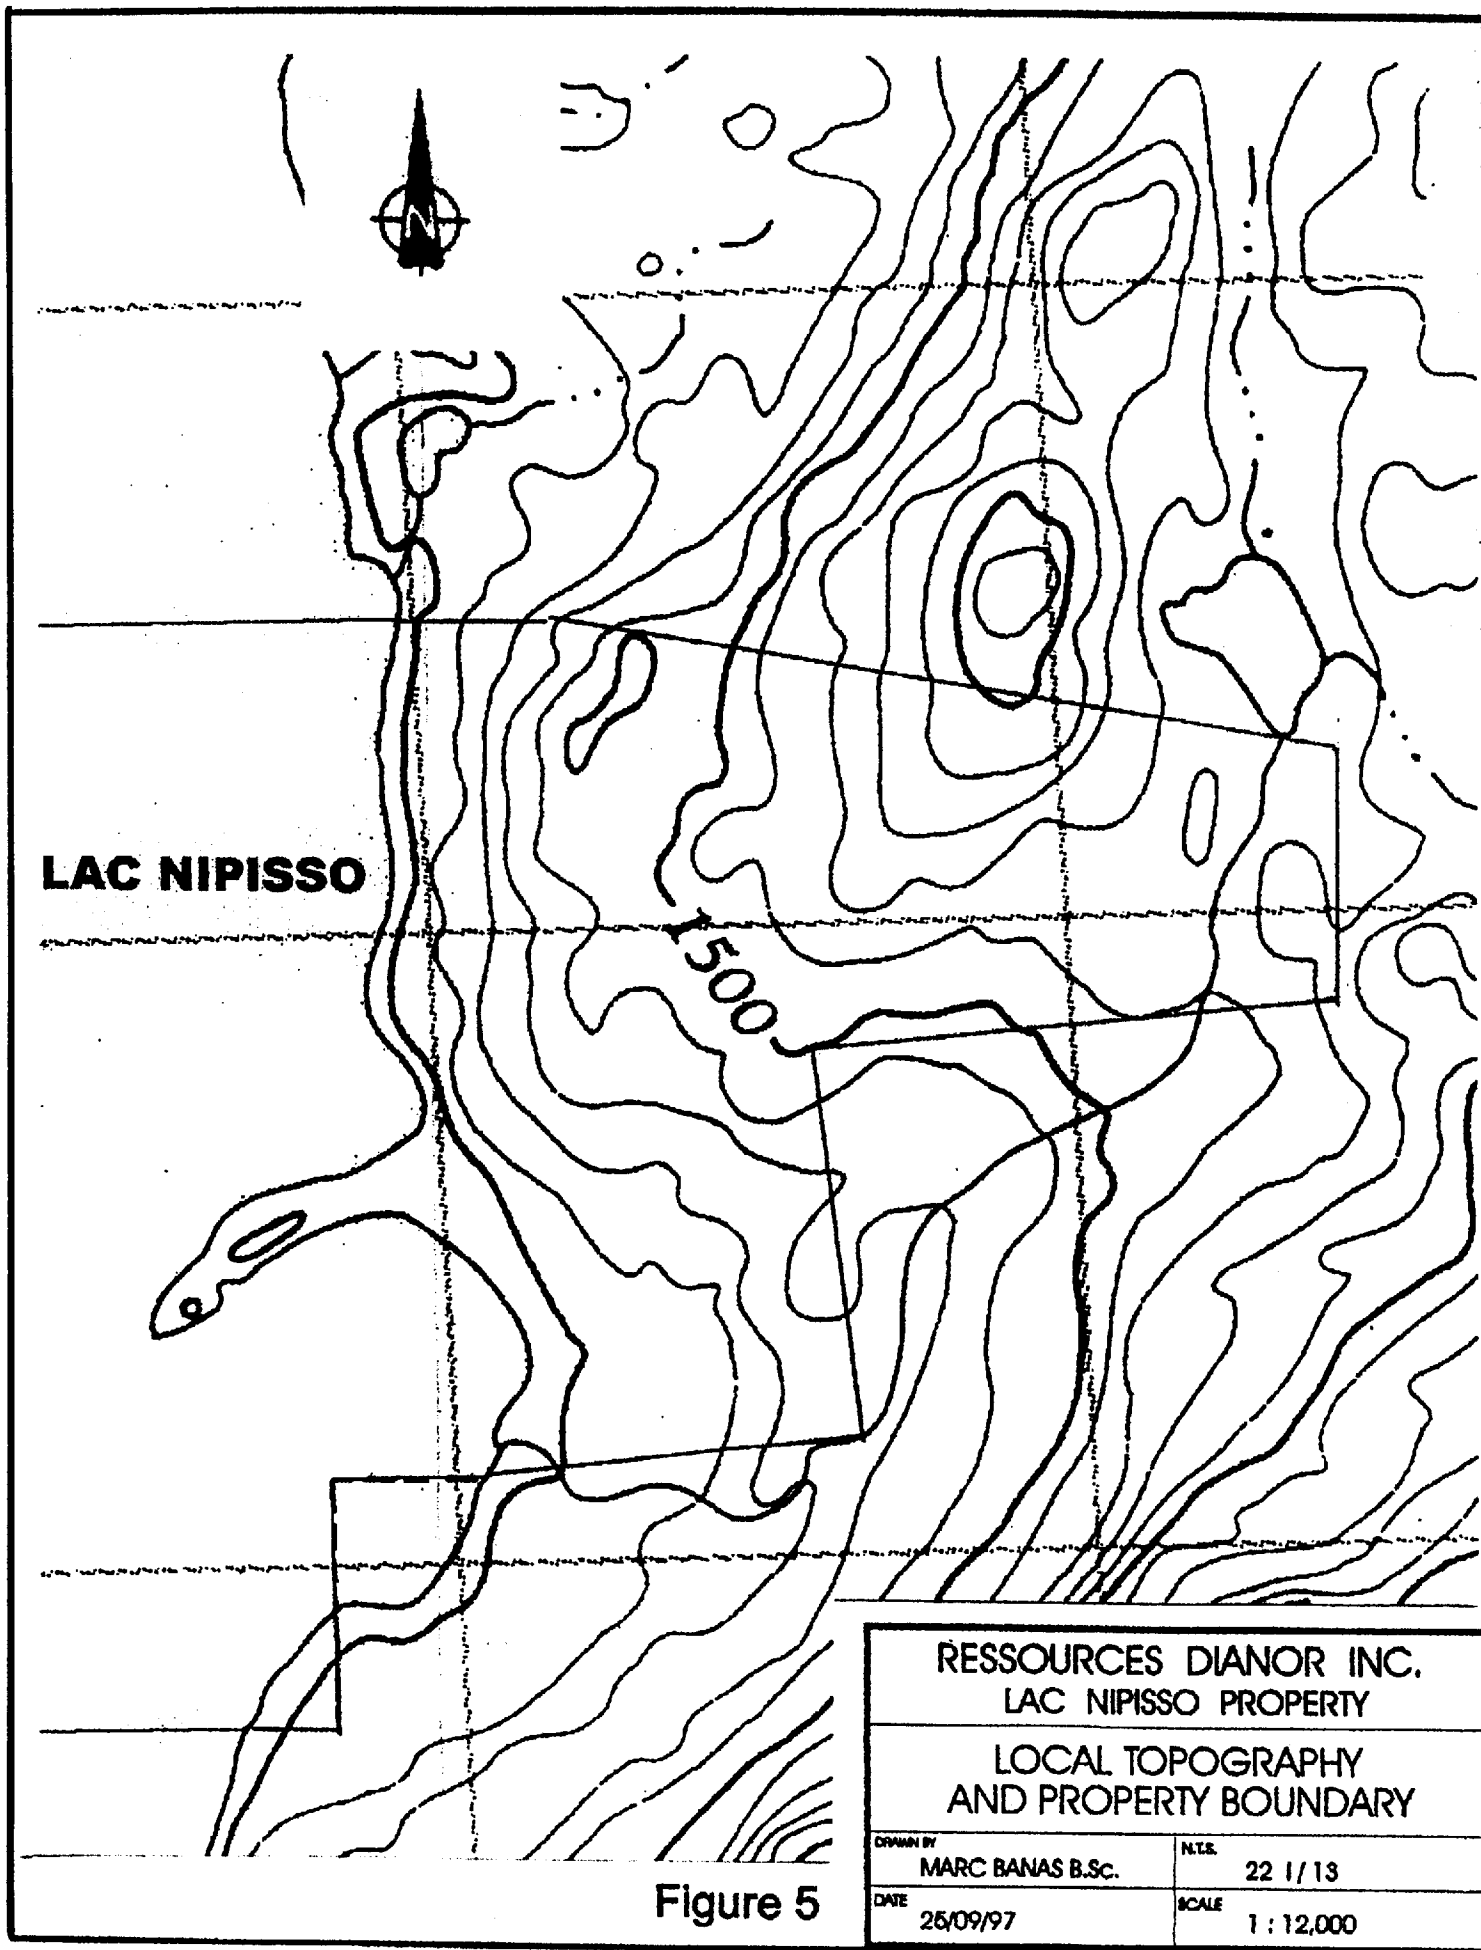 N
LAC NIPISSO
1500
RESSOURCES DIANOR INC.
LAC NIPISSO PROPERTY
LOCAL TOPOGRAPHY
AND PROPERTY BOUNDARY
DRAWN BY
MARC BANAS B.Sc.
N.T.S.
22 I/13
DATE
25/09/97
SCALE
1 : 12,000
Figure 5